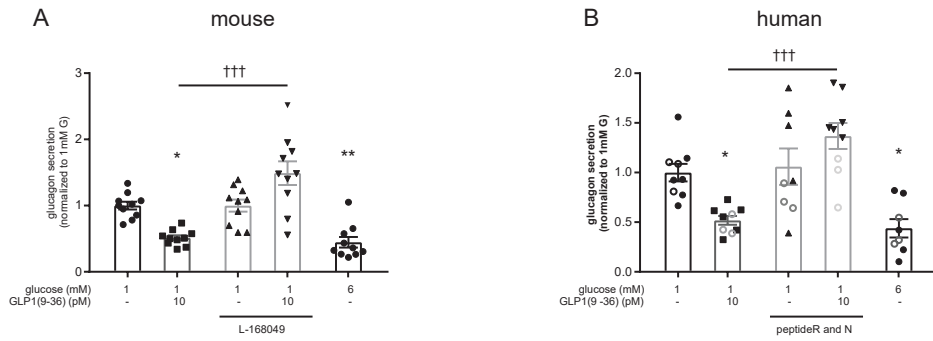 A
mouse
†††
3
2
1
0
glucagon secretion
(normalized to 1mM G)
*
**
glucose (mM) 1 1 1 1 6
GLP1(9-36) (pM) - 10 - 10 -
L-168049
B
human
†††
2.0
1.5
1.0
0.5
0.0
glucagon secretion
(normalized to 1mM G)
*
*
glucose (mM) 1 1 1 1 6
GLP1(9 -36) (pM) - 10 - 10 -
peptideR and N